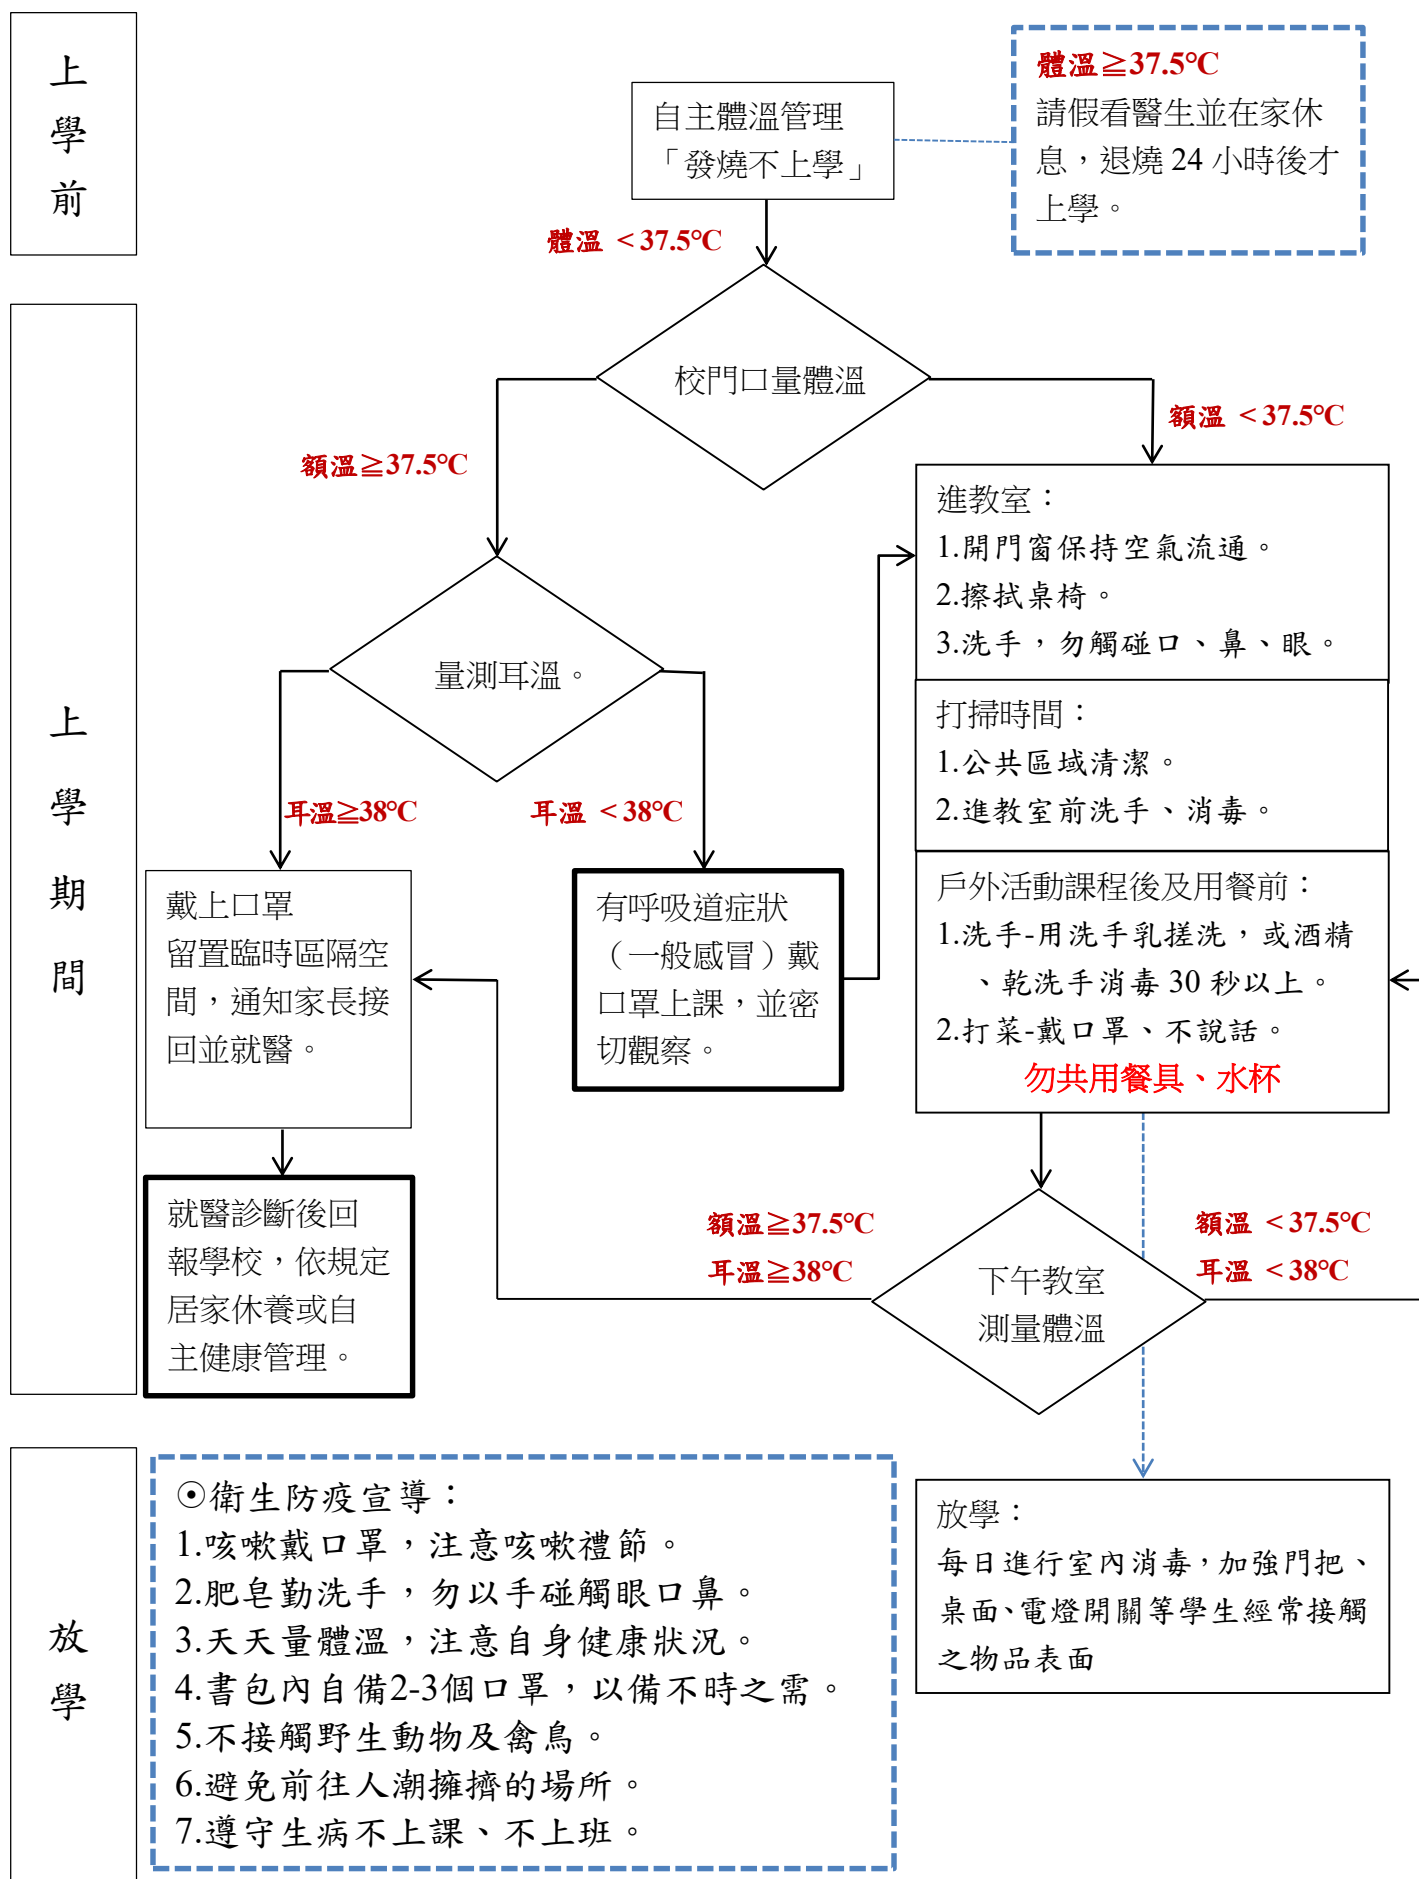 上學前
自主體溫管理
「發燒不上學」
體溫≧37.5°C
請假看醫生並在家休
息，退燒 24 小時後才
上學。
體溫 ＜37.5°C
上學期間
校門口量體溫
額溫≧37.5°C
額溫 ＜37.5°C
量測耳溫。
耳溫≧38°C
耳溫 ＜38°C
進教室：
1.開門窗保持空氣流通。
2.擦拭桌椅。
3.洗手，勿觸碰口、鼻、眼。
打掃時間：
1.公共區域清潔。
2.進教室前洗手、消毒。
戶外活動課程後及用餐前：
1.洗手-用洗手乳搓洗，或酒精
、乾洗手消毒 30 秒以上。
2.打菜-戴口罩、不說話。
勿共用餐具、水杯
戴上口罩
留置臨時區隔空
間，通知家長接
回並就醫。
有呼吸道症狀
（一般感冒）戴
口罩上課，並密
切觀察。
就醫診斷後回
報學校，依規定
居家休養或自
主健康管理。
額溫≧37.5°C
耳溫≧38°C
下午教室
測量體溫
額溫 ＜37.5°C
耳溫 ＜38°C
放學
⊙衛生防疫宣導：
1.咳嗽戴口罩，注意咳嗽禮節。
2.肥皂勤洗手，勿以手碰觸眼口鼻。
3.天天量體溫，注意自身健康狀況。
4.書包內自備2-3個口罩，以備不時之需。
5.不接觸野生動物及禽鳥。
6.避免前往人潮擁擠的場所。
7.遵守生病不上課、不上班。
放學：
每日進行室內消毒，加強門把、
桌面、電燈開關等學生經常接觸
之物品表面